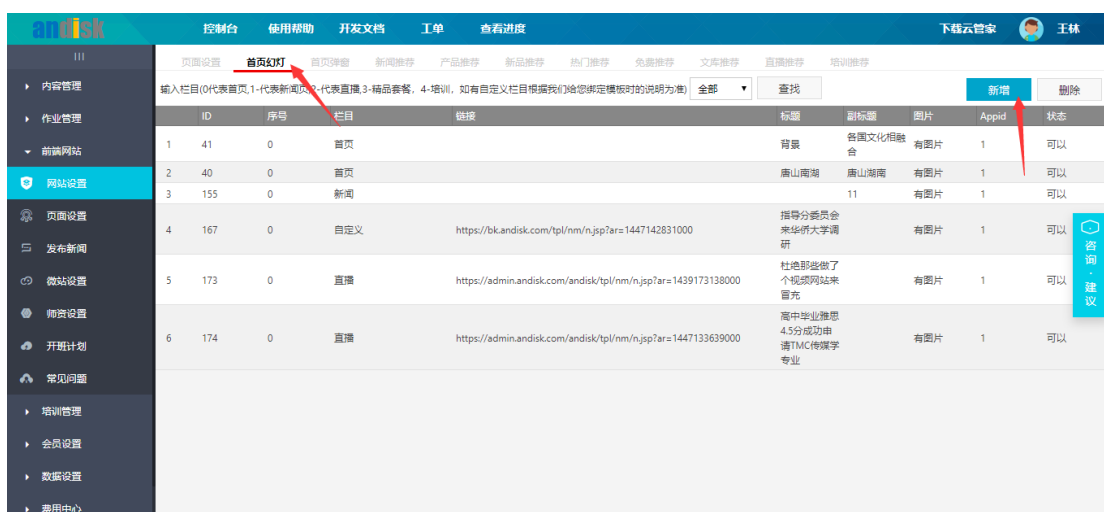 andisk 控制台 使用帮助 开发文档 工单 查看进度 下载云管家 王林
页面设置 首页幻灯 首页弹窗 新闻推荐 产品推荐 新品推荐 热门推荐 免费推荐 文库推荐 直播推荐 培训推荐
输入栏目(0代表首页,1-代表新闻页,2-代表直播,3-精品套餐, 4-培训, 如有自定义栏目根据我们给您绑定模板时的说明为准) 全部 查找 新增 删除
ID 序号 栏目 链接 标题 副标题 图片 Appid 状态
1 41 0 首页 背景 各国文化相融
合 有图片 1 可以
2 40 0 首页 唐山南湖 唐山湖南 有图片 1 可以
3 155 0 新闻 11 有图片 1 可以
4 167 0 自定义 https://bk.andisk.com/tpl/nm/n.jsp?ar=1447142831000 指导分委员会
来华侨大学调
研 有图片 1 可以
5 173 0 直播 https://admin.andisk.com/andisk/tpl/nm/n.jsp?ar=1439173138000 杜绝那些做了
个视频网站来
冒充 有图片 1 可以
6 174 0 直播 https://admin.andisk.com/andisk/tpl/nm/n.jsp?ar=1447133639000 高中毕业雅思
4.5分成功申
请TMC传媒学
专业 有图片 1 可以
内容管理
作业管理
前端网站
网站设置
页面设置
发布新闻
微站设置
师资设置
开班计划
常见问题
培训管理
会员设置
数据设置
费用中心
咨
询
·
建
议